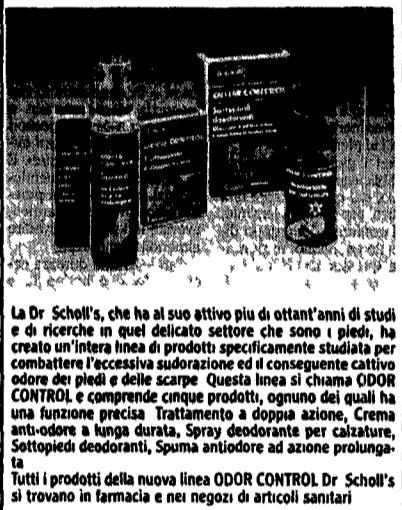 ODOR CONTROL
La Dr Scholl's, che ha al suo attivo piu di ottant'anni di studi
e di ricerche in quel delicato settore che sono i piedi, ha
creato un'intera linea di prodotti specificamente studiata per
combattere l'eccessiva sudorazione ed il conseguente cattivo
odore dei piedi e delle scarpe Questa linea si chiama ODOR
CONTROL e comprende cinque prodotti, ognuno dei quali ha
una funzione precisa Trattamento a doppia azione, Crema
anti-odore a lunga durata, Spray deodorante per calzature,
Sottopiedi deodoranti, Spuma antiodore ad azione prolunga-
ta
Tutti i prodotti della nuova linea ODOR CONTROL Dr Scholl's
si trovano in farmacia e nei negozi di articoli sanitari